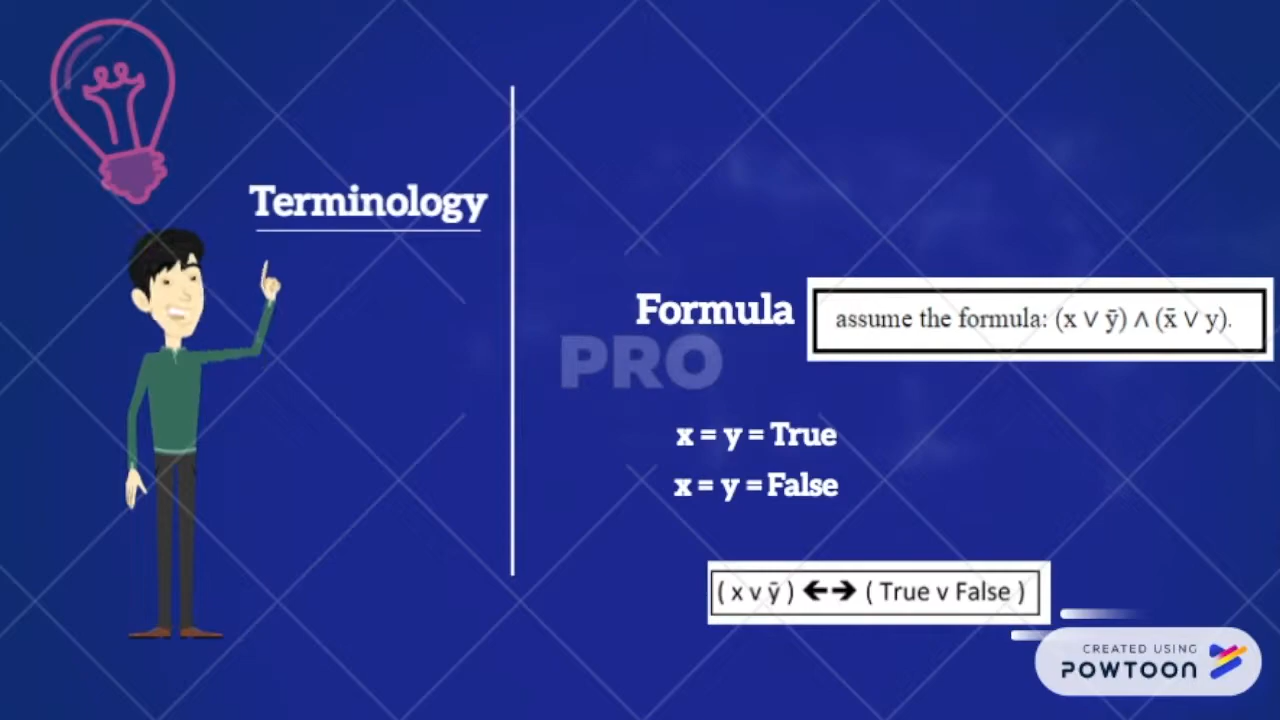 Terminology
Formula
assume the formula: (x ∨ ȳ) ∧ (x̄ ∨ y).
PRO
x = y = True
x = y = False
( x v ȳ ) 🡨🡪 ( True v False )
CREATED USING
POWTOON